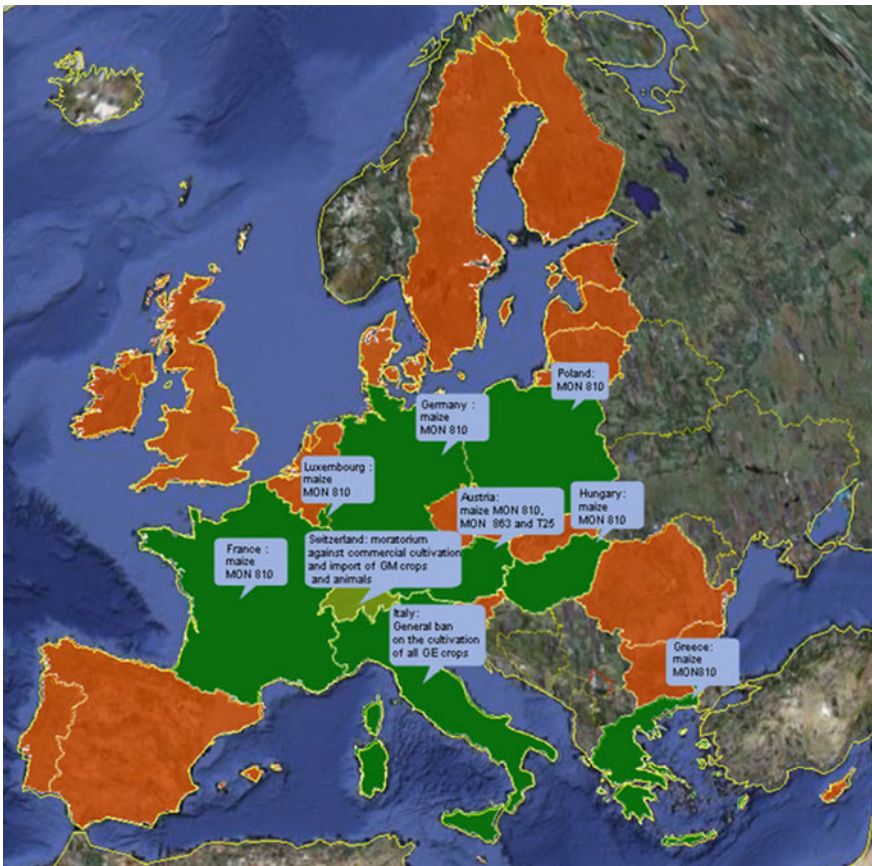 Poland:
MON 810
Germany :
maize
MON 810
Luxembourg :
maize
MON 810
Austria:
maize MON 810,
MON 863 and T25
Hungary:
maize
MON 810
France :
maize
MON 810
Switzerland: moratorium
against commercial cultivation
and import of GM crops
and animals
Italy:
General ban
on the cultivation
of all GE crops
Greece:
maize
MON810